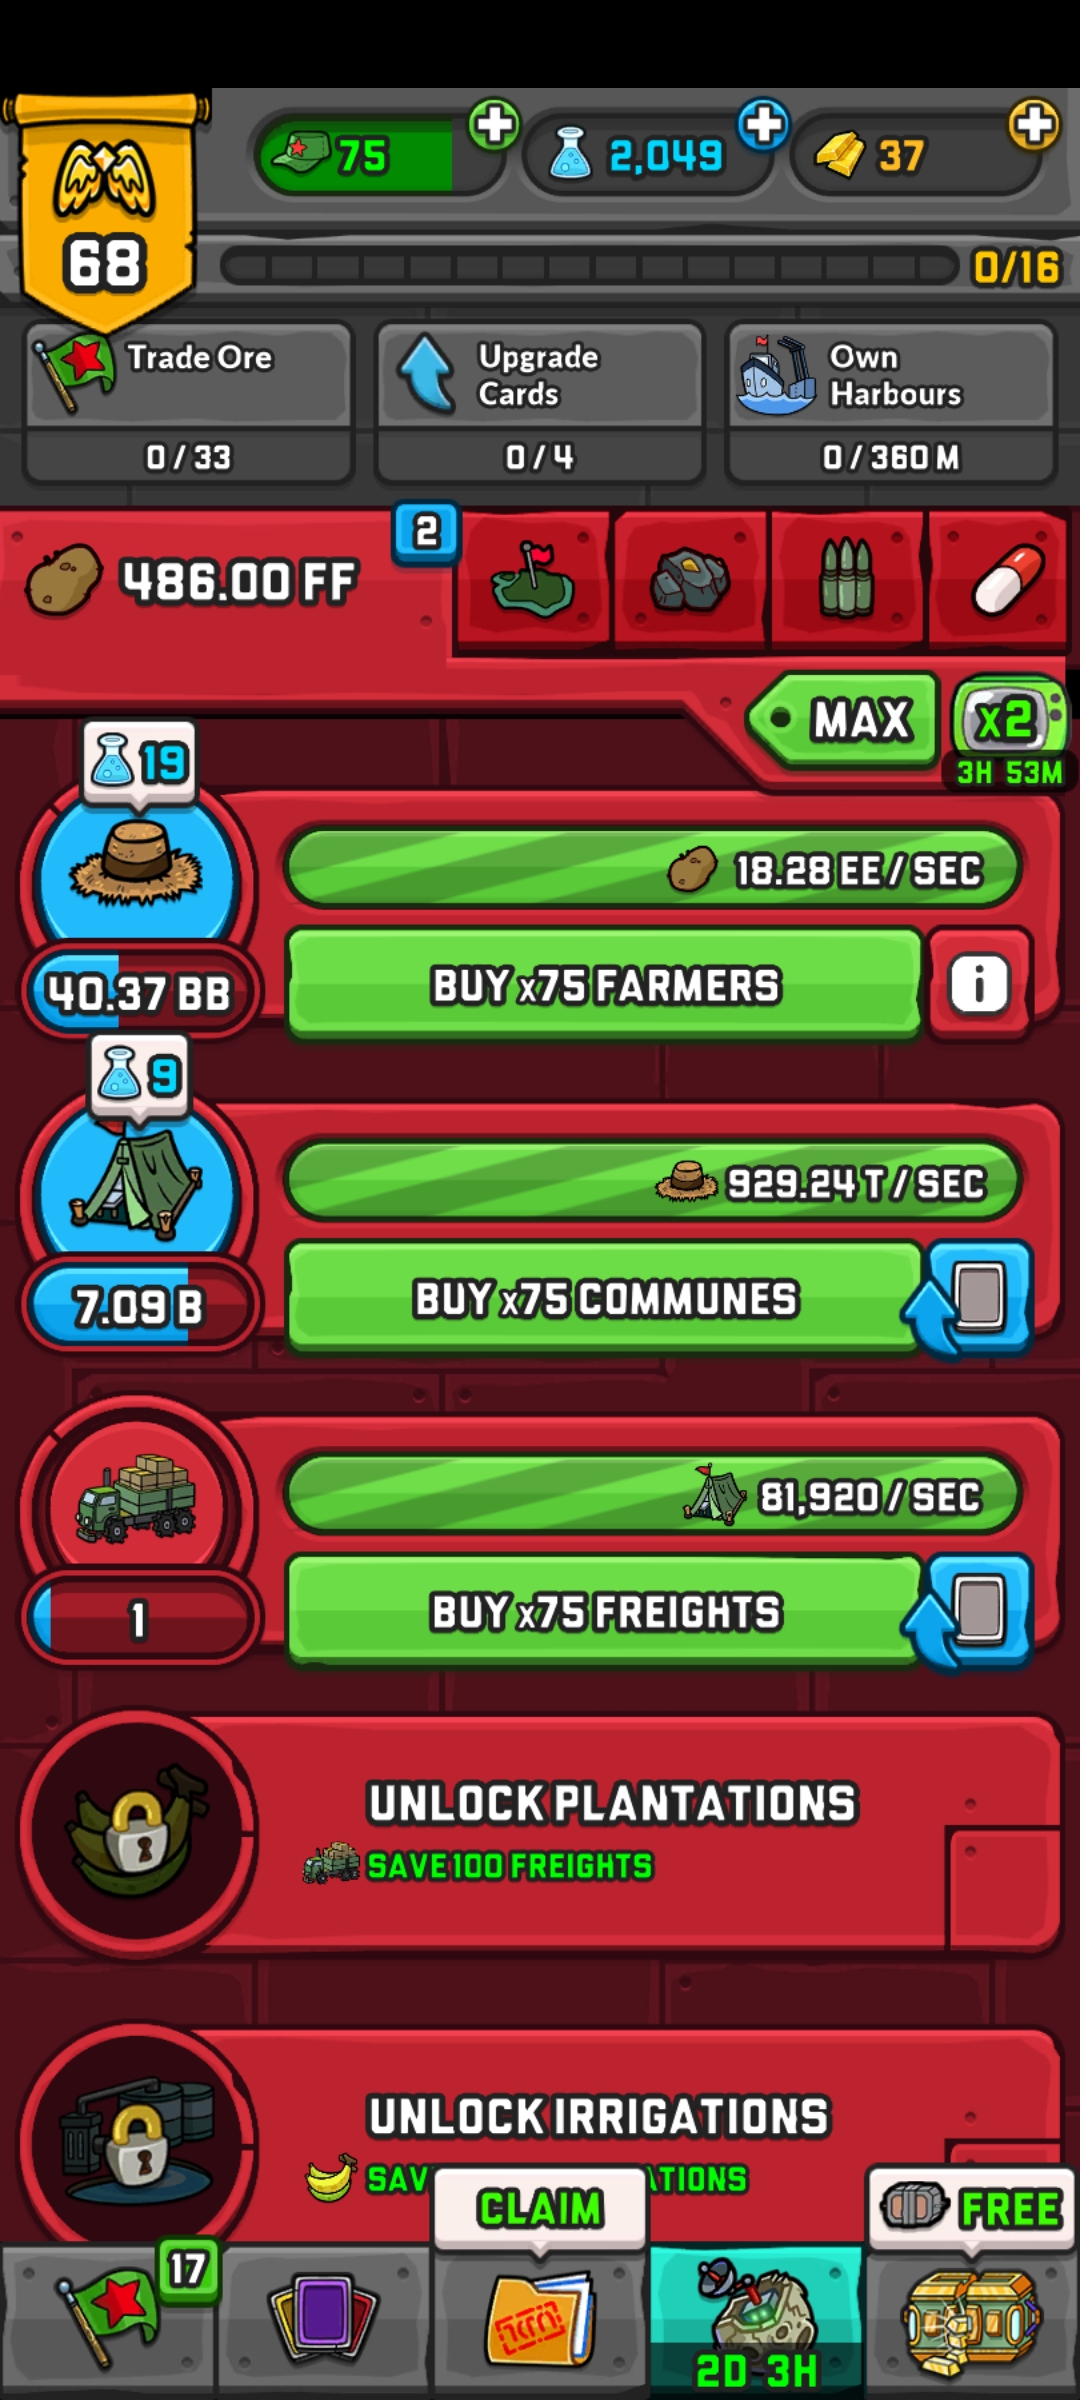 75
2,049
37
68
0/16
Trade Ore
Upgrade
Cards
Own
Harbours
0/33
0/4
0/360 M
2
486.00 FF
MAX
x2
3H 53M
19
18.28 EE/SEC
40.37 BB
BUY x75 FARMERS
i
9
929.24 T/SEC
7.09 B
BUY x75 COMMUNES
81,920/SEC
1
BUY x75 FREIGHTS
UNLOCK PLANTATIONS
SAVE 100 FREIGHTS
UNLOCK IRRIGATIONS
CLAIM
FREE
17
2D 3H